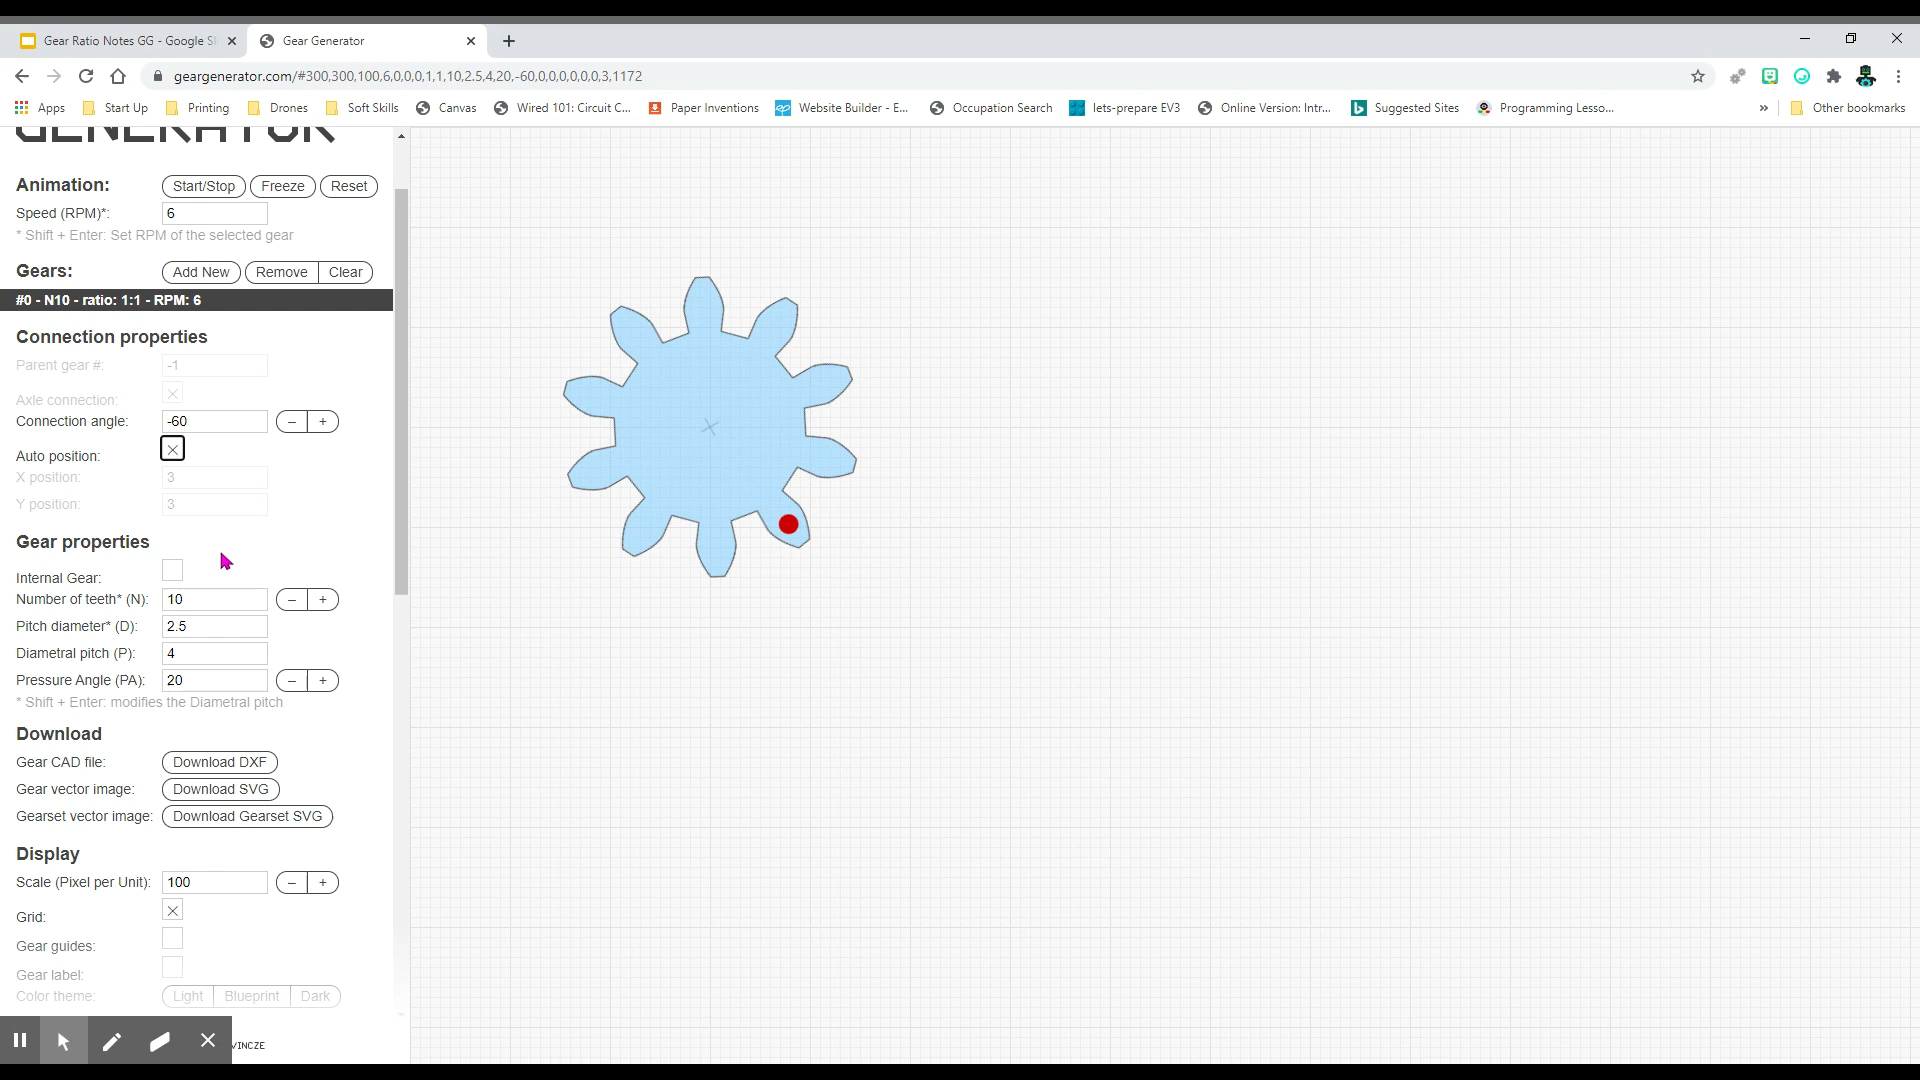 Gear Ratio Notes GG - Google Sl
Gear Generator
geargenerator.com/#300,300,100,6,0,0,0,1,1,10,2.5,4,20,-60,0,0,0,0,0,0,3,1172
Apps Start Up Printing Drones Soft Skills Canvas Wired 101: Circuit C... Paper Inventions Website Builder - E... Occupation Search lets-prepare EV3 Online Version: Intr... Suggested Sites Programming Lesso... » Other bookmarks
GENERATOR
Animation: Start/Stop Freeze Reset
Speed (RPM)*: 6
* Shift + Enter: Set RPM of the selected gear
Gears: Add New Remove Clear
#0 - N10 - ratio: 1:1 - RPM: 6
Connection properties
Parent gear #: -1
Axle connection:
Connection angle: -60 – +
Auto position:
X position: 3
Y position: 3
Gear properties
Internal Gear:
Number of teeth* (N): 10 – +
Pitch diameter* (D): 2.5
Diametral pitch (P): 4
Pressure Angle (PA): 20 – +
* Shift + Enter: modifies the Diametral pitch
Download
Gear CAD file: Download DXF
Gear vector image: Download SVG
Gearset vector image: Download Gearset SVG
Display
Scale (Pixel per Unit): 100 – +
Grid:
Gear guides:
Gear label:
Color theme: Light Blueprint Dark
VINCZE